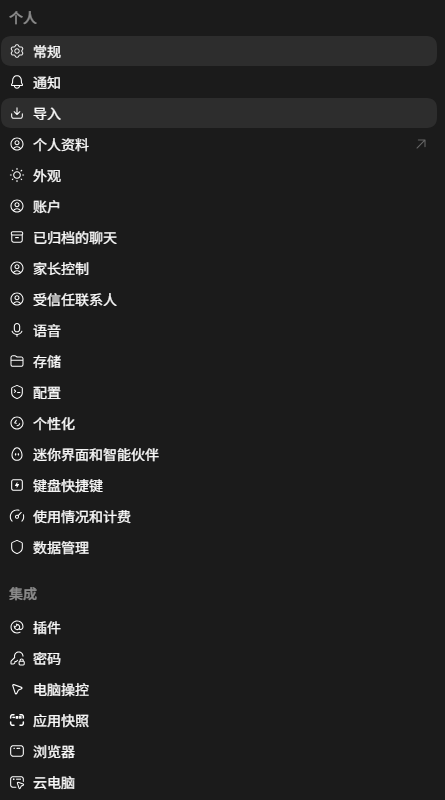 个人
常规
通知
导入
个人资料
外观
账户
已归档的聊天
家长控制
受信任联系人
语音
存储
配置
个性化
迷你界面和智能伙伴
键盘快捷键
使用情况和计费
数据管理
集成
插件
密码
电脑操控
应用快照
浏览器
云电脑